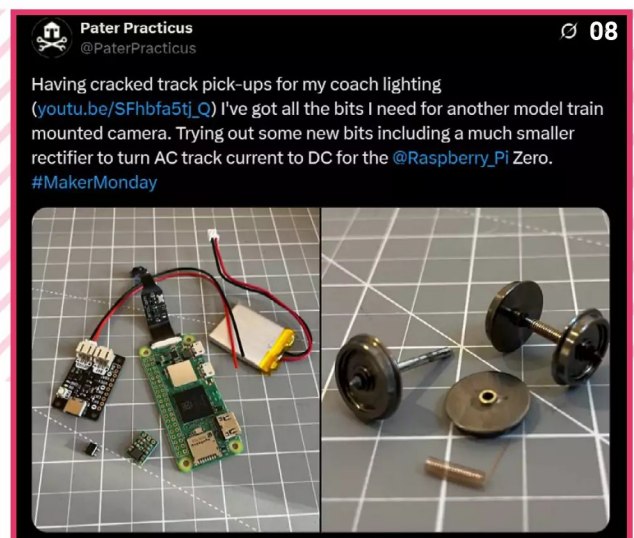 Pater Practicus
@PaterPracticus
08
Having cracked track pick-ups for my coach lighting
(youtu.be/SFhbfa5tj_Q) I've got all the bits I need for another model train
mounted camera. Trying out some new bits including a much smaller
rectifier to turn AC track current to DC for the @Raspberry_Pi Zero.
#MakerMonday